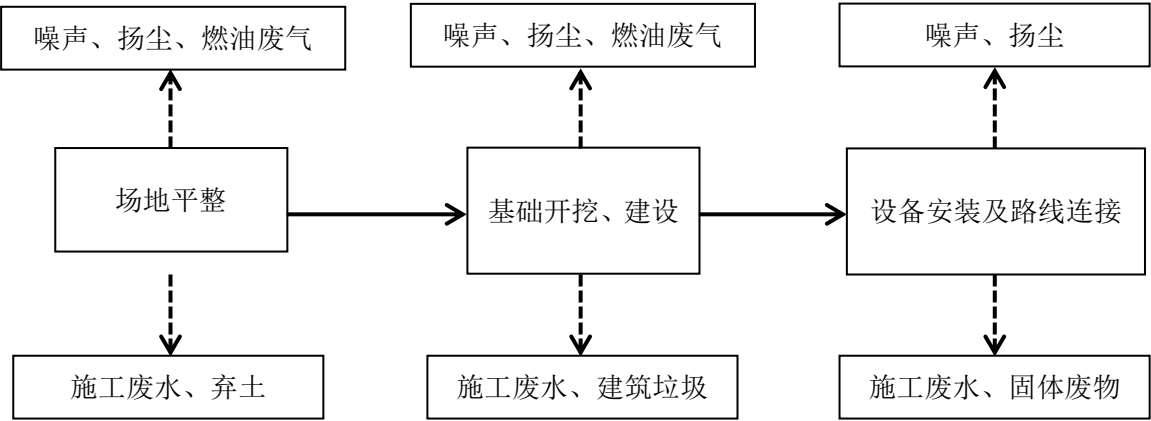 噪声、扬尘、燃油废气
噪声、扬尘、燃油废气
噪声、扬尘
场地平整
基础开挖、建设
设备安装及路线连接
施工废水、弃土
施工废水、建筑垃圾
施工废水、固体废物